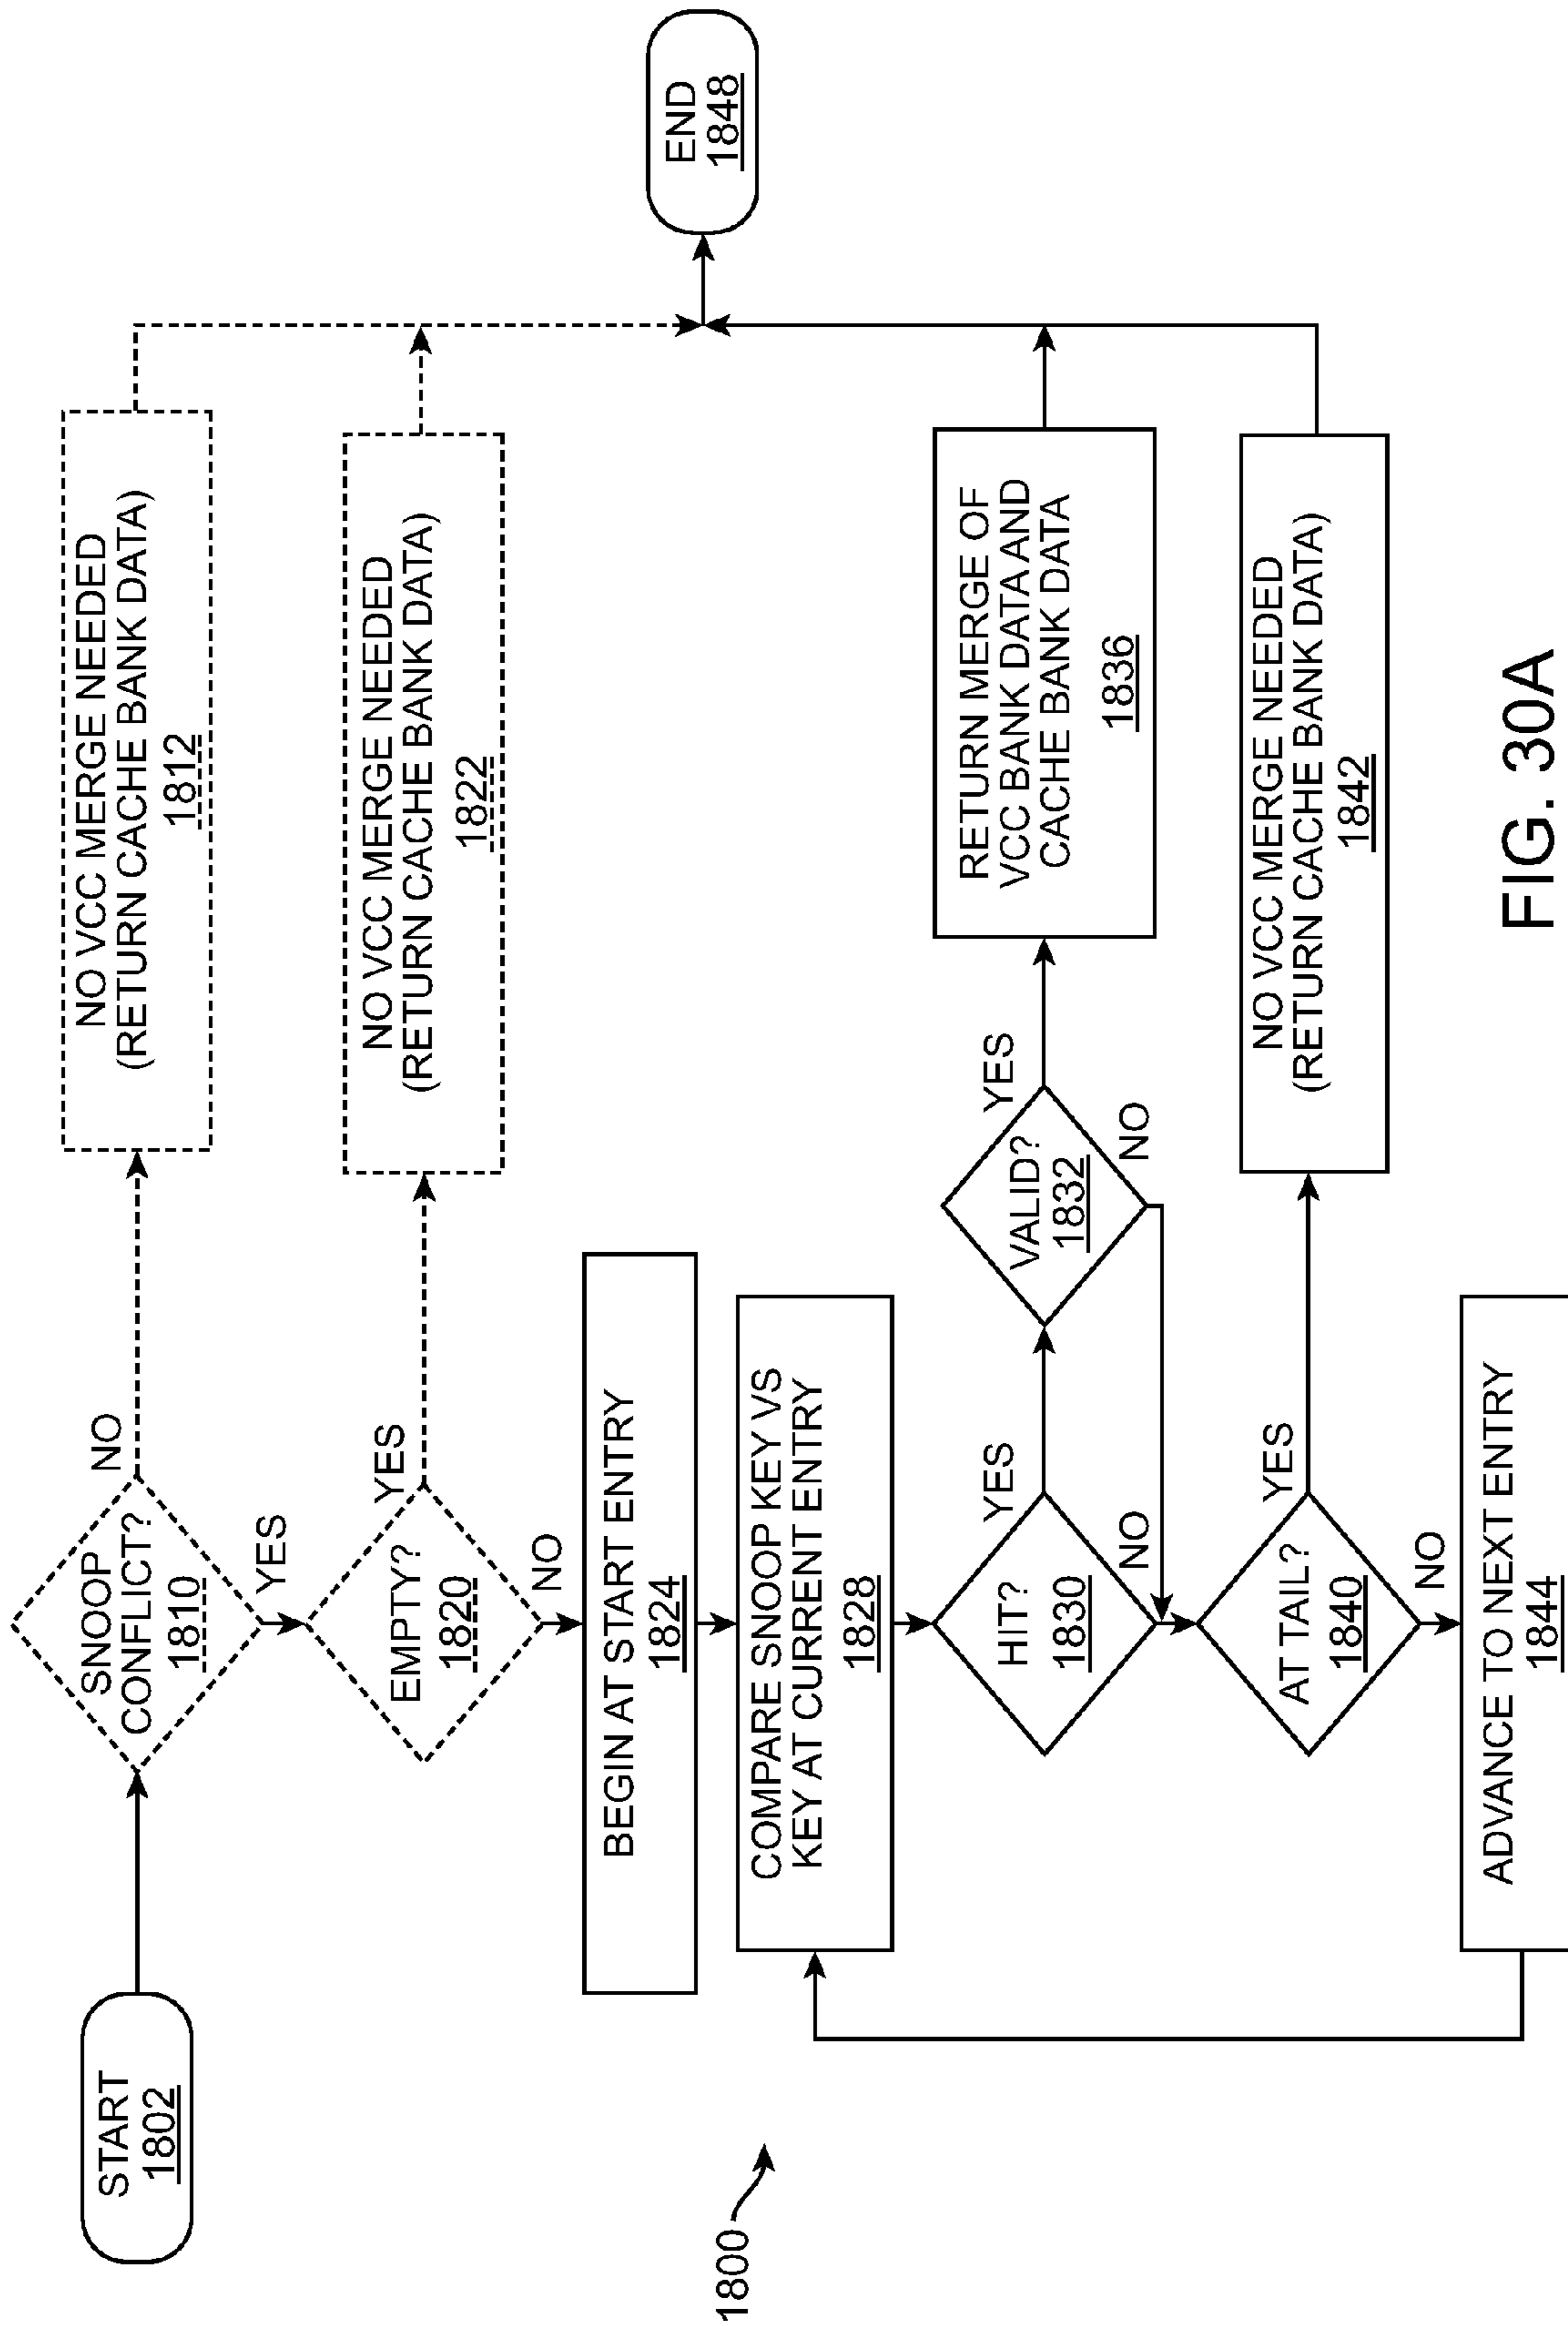 START
1802
SNOOP
CONFLICT?
1810
NO
YES
NO VCC MERGE NEEDED
(RETURN CACHE BANK DATA)
1812
EMPTY?
1820
YES
NO
NO VCC MERGE NEEDED
(RETURN CACHE BANK DATA)
1822
BEGIN AT START ENTRY
1824
END
1848
COMPARE SNOOP KEY VS
KEY AT CURRENT ENTRY
1828
1800
HIT?
1830
YES
NO
VALID?
1832
YES
NO
RETURN MERGE OF
VCC BANK DATA AND
CACHE BANK DATA
1836
AT TAIL?
1840
YES
NO
NO VCC MERGE NEEDED
(RETURN CACHE BANK DATA)
1842
ADVANCE TO NEXT ENTRY
1844
FIG. 30A